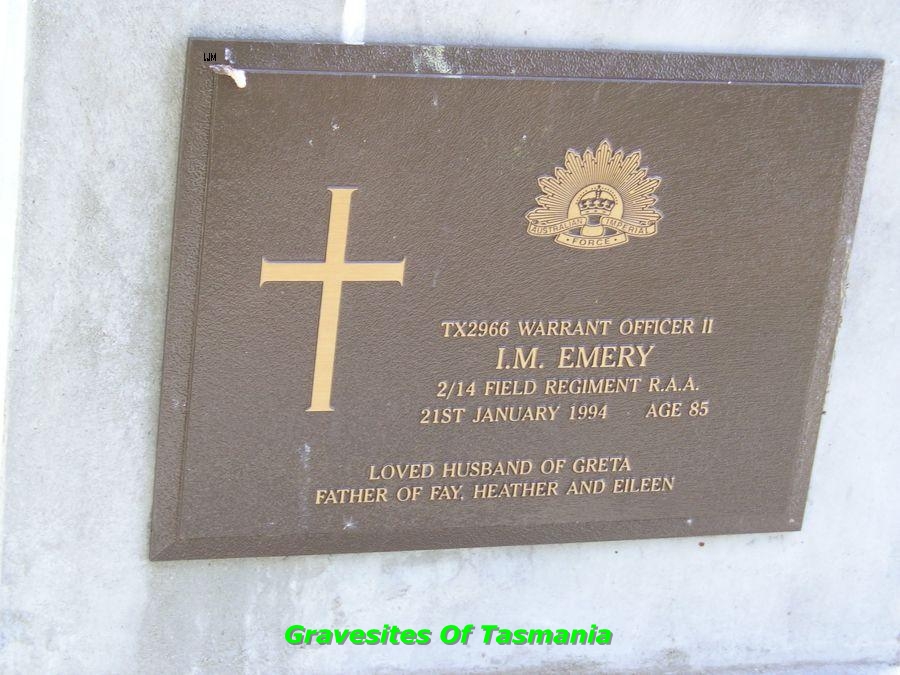 IJM
AUSTRALIAN IMPERIAL
FORCE
TX2966 WARRANT OFFICER II
I.M. EMERY
2/14 FIELD REGIMENT R.A.A.
21ST JANUARY 1994 AGE 85
LOVED HUSBAND OF GRETA
FATHER OF FAY, HEATHER AND EILEEN
Gravesites Of Tasmania